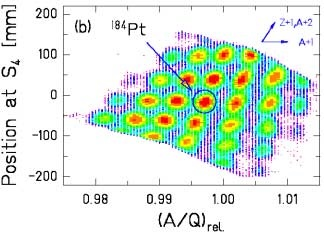 (b)
¹⁸⁴Pt
Z+1,A+2
A+1
Position at S₄ [mm]
100
0
-100
-200
0.98
0.99
1.00
1.01
(A/Q)rel.